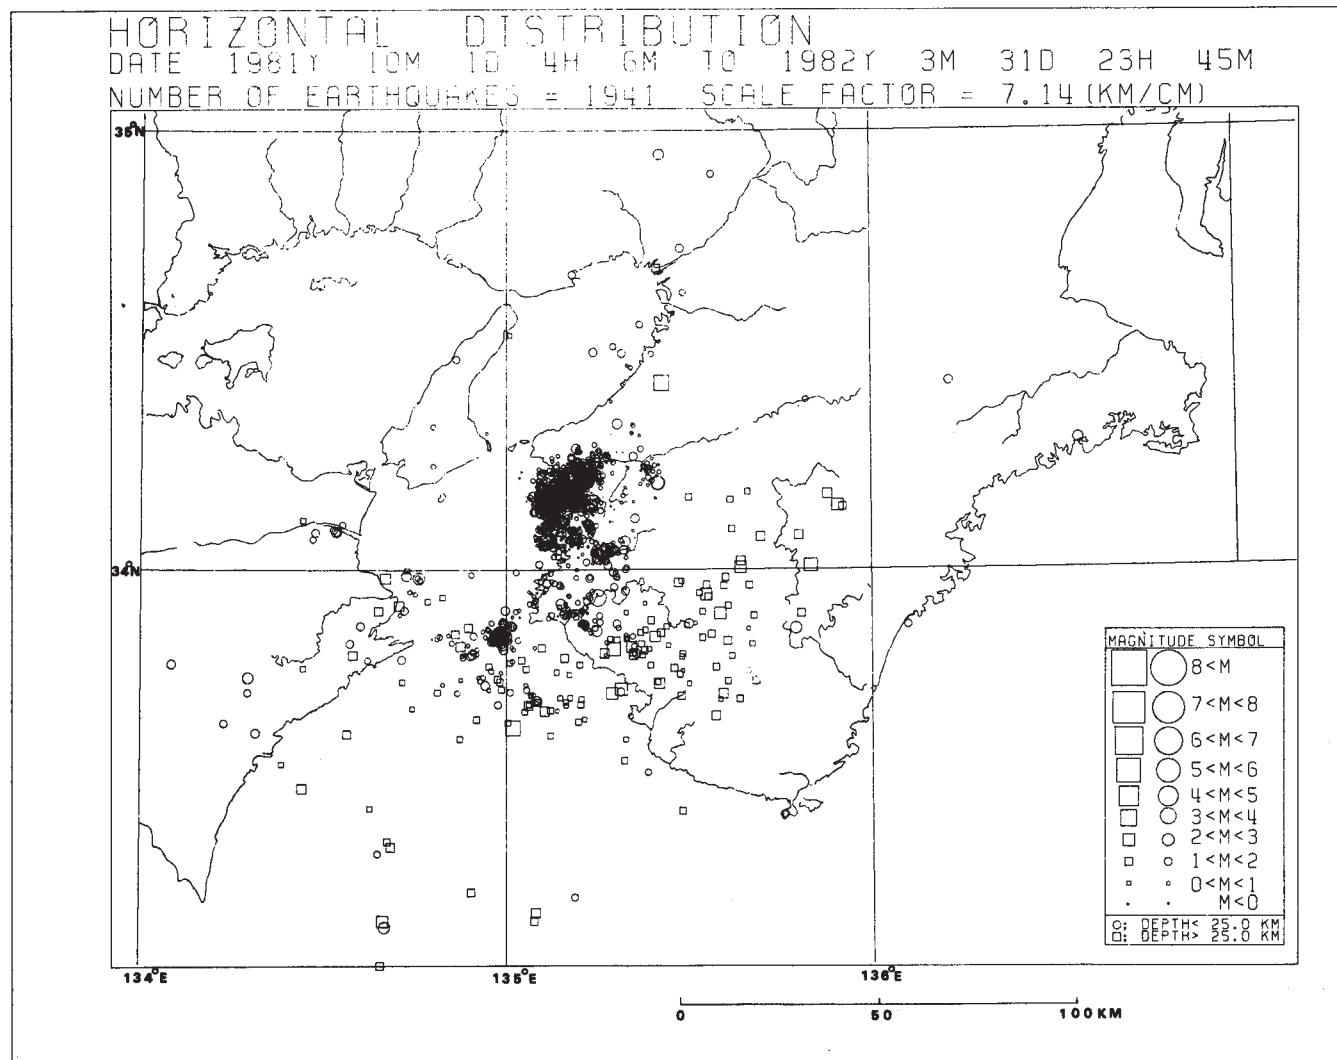 HORIZONTAL DISTRIBUTION
DATE 1981Y 10M 1D 4H 6M TO 1982Y 3M 31D 23H 45M
NUMBER OF EARTHQUAKES = 1941 SCALE FACTOR = 7.14(KM/CM)
35°N
34°N
MAGNITUDE SYMBOL
8<M
7<M<8
6<M<7
5<M<6
4<M<5
3<M<4
2<M<3
1<M<2
0<M<1
M<0
○: DEPTH< 25.0 KM
□: DEPTH> 25.0 KM
134°E 135°E 136°E
0 50 100KM